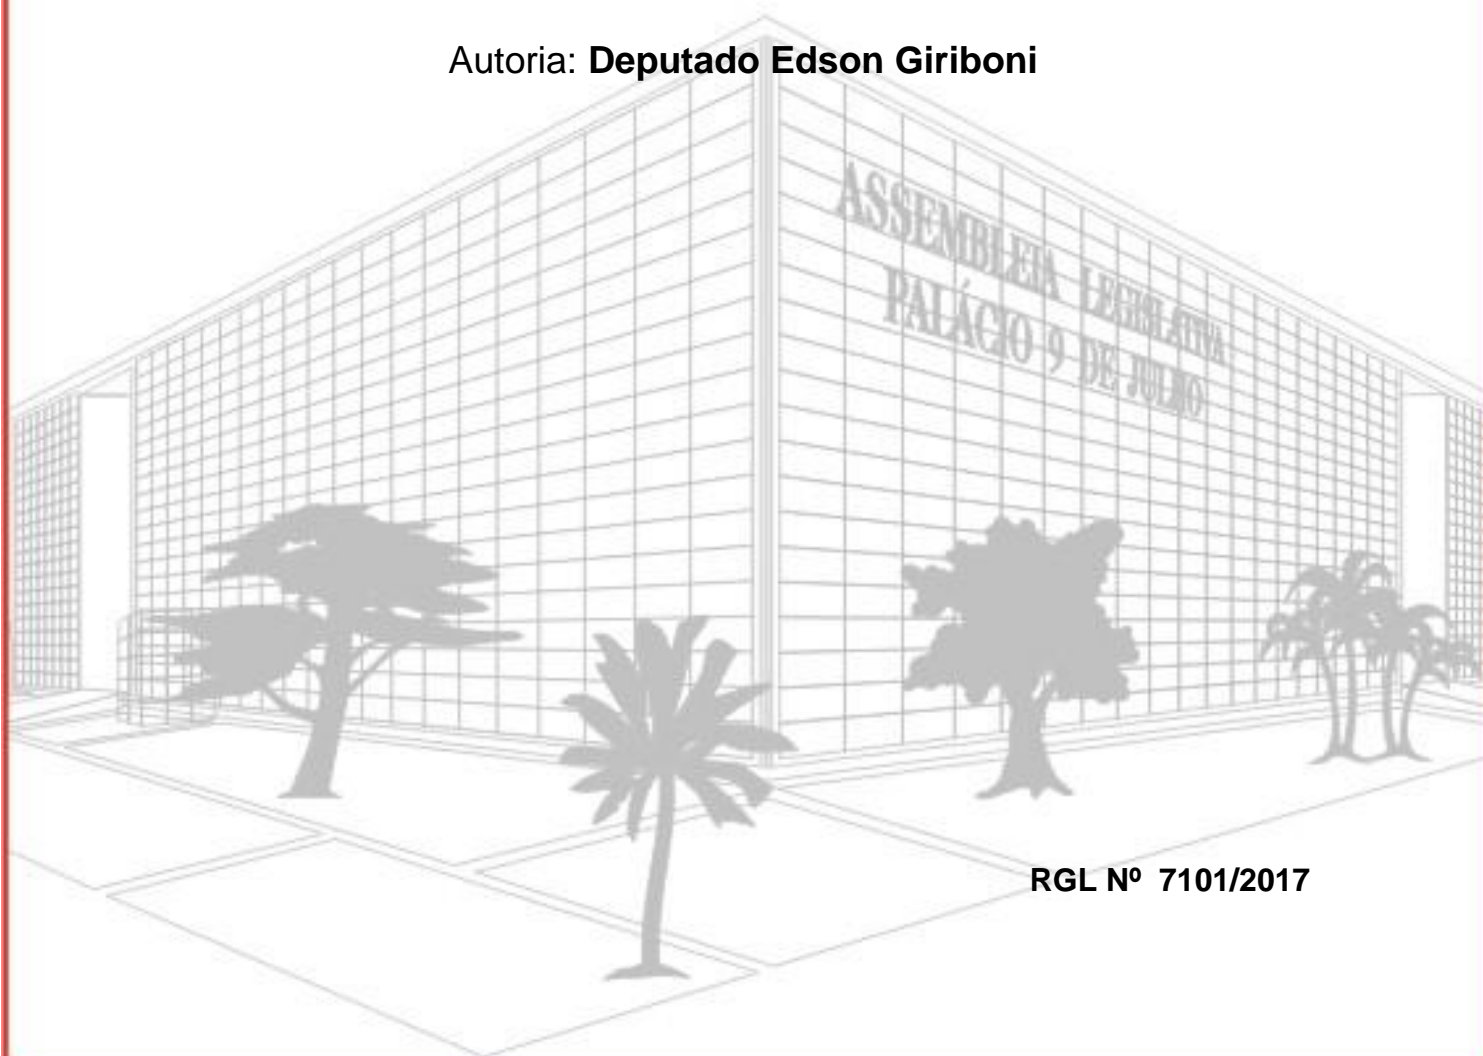 Autoria: Deputado Edson Giriboni
ASSEMBLEIA LEGISLATIVA
PALÁCIO 9 DE JULHO
RGL Nº 7101/2017